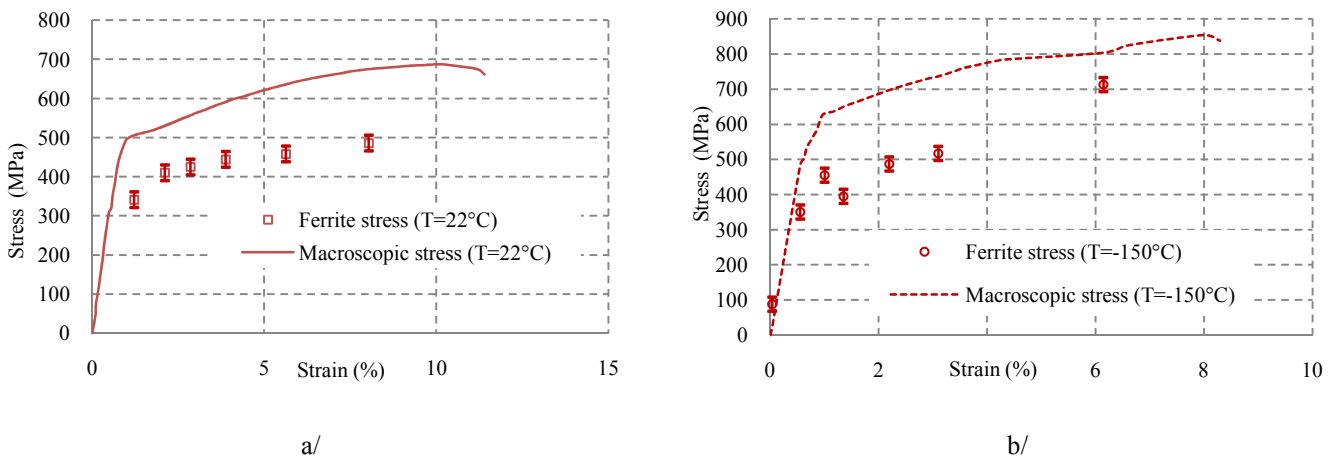 800
700
600
500
400
300
200
100
0
Stress (MPa)
Ferrite stress (T=22°C)
Macroscopic stress (T=22°C)
0 5 10 15
Strain (%)
a/
900
800
700
600
500
400
300
200
100
0
Stress (MPa)
Ferrite stress (T=-150°C)
Macroscopic stress (T=-150°C)
0 2 4 6 8 10
Strain (%)
b/